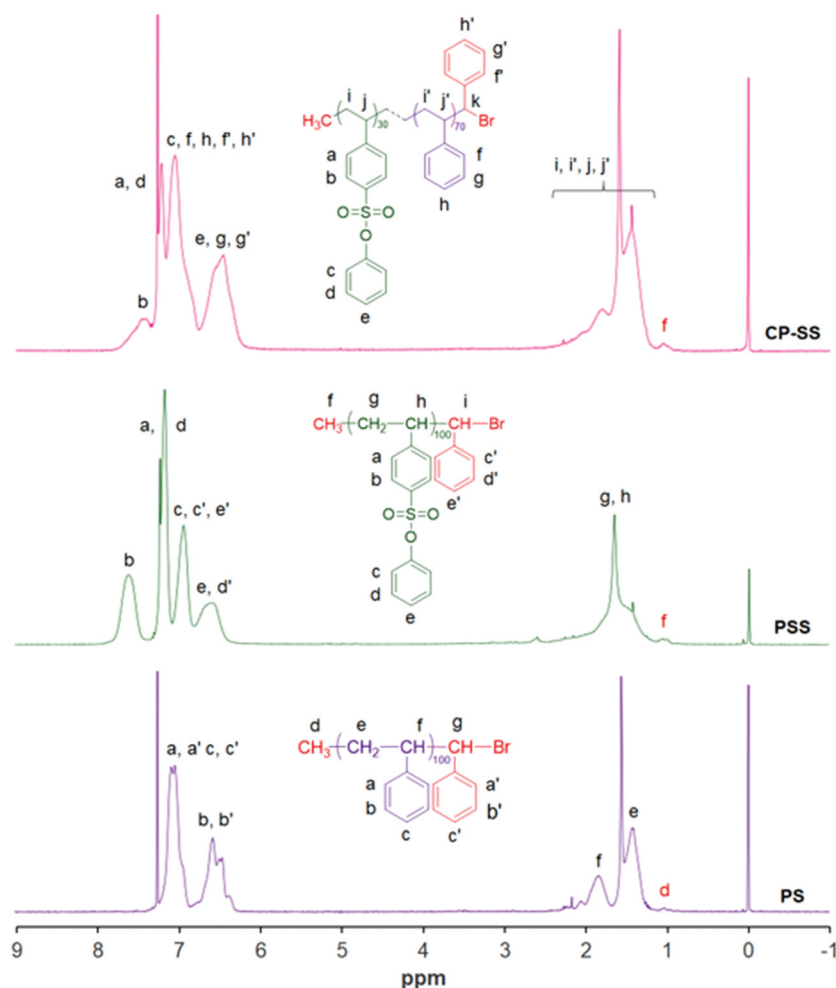 h'
g'
f'
i j i' j' k
H₃C 30 70 Br
c, f, h, f', h'
a, d
a f
b g
h
i, i', j, j'
O=S=O
O
e, g, g'
c
d
e
b
f
CP-SS
f g h i
CH₃ CH₂ CH 100 CH Br
a, d
a c'
b d'
e'
c, c', e'
O=S=O
O
g, h
b
e, d'
c
d
e
f
PSS
d e f g
CH₃ CH₂ CH 100 CH Br
a, a' c, c'
a a'
b b'
c c'
b, b'
e
f
d
PS
9 8 7 6 5 4 3 2 1 0 -1
ppm